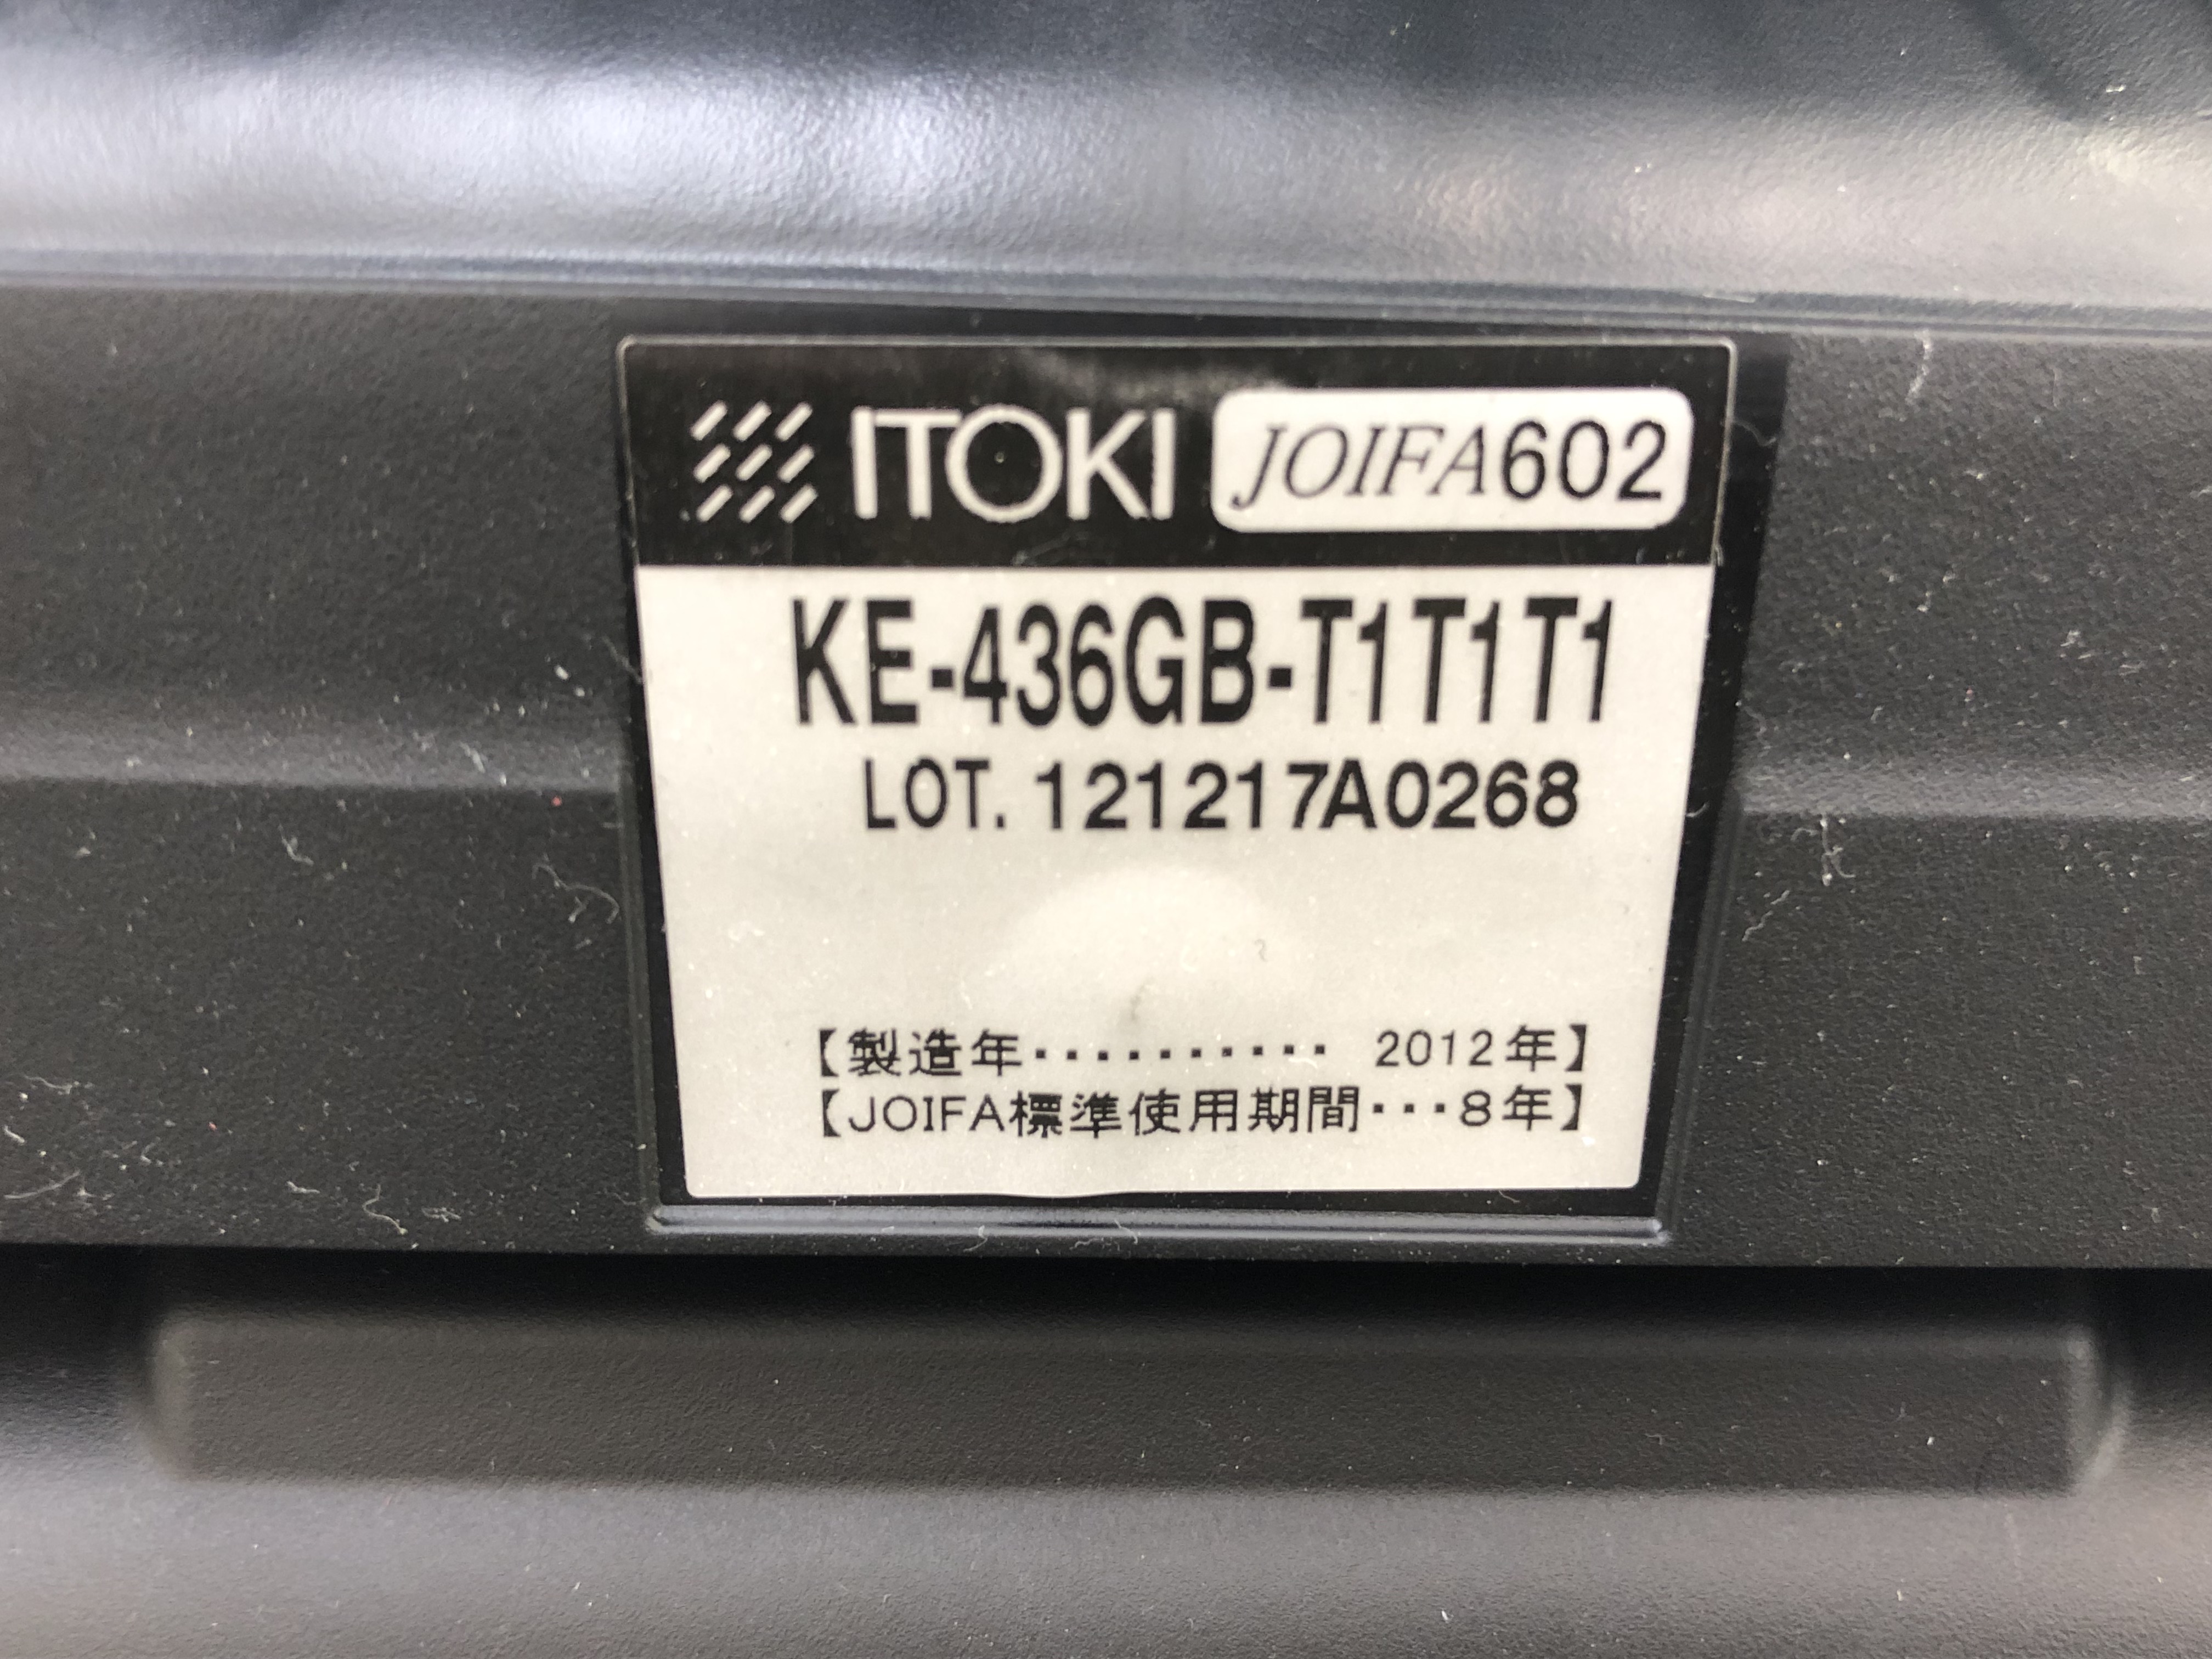 ITOKI JOIFA602
KE-436GB-T1T1T1
LOT. 121217A0268
【製造年・・・・・・・・・・ 2012年】
【JOIFA標準使用期間・・・8年】